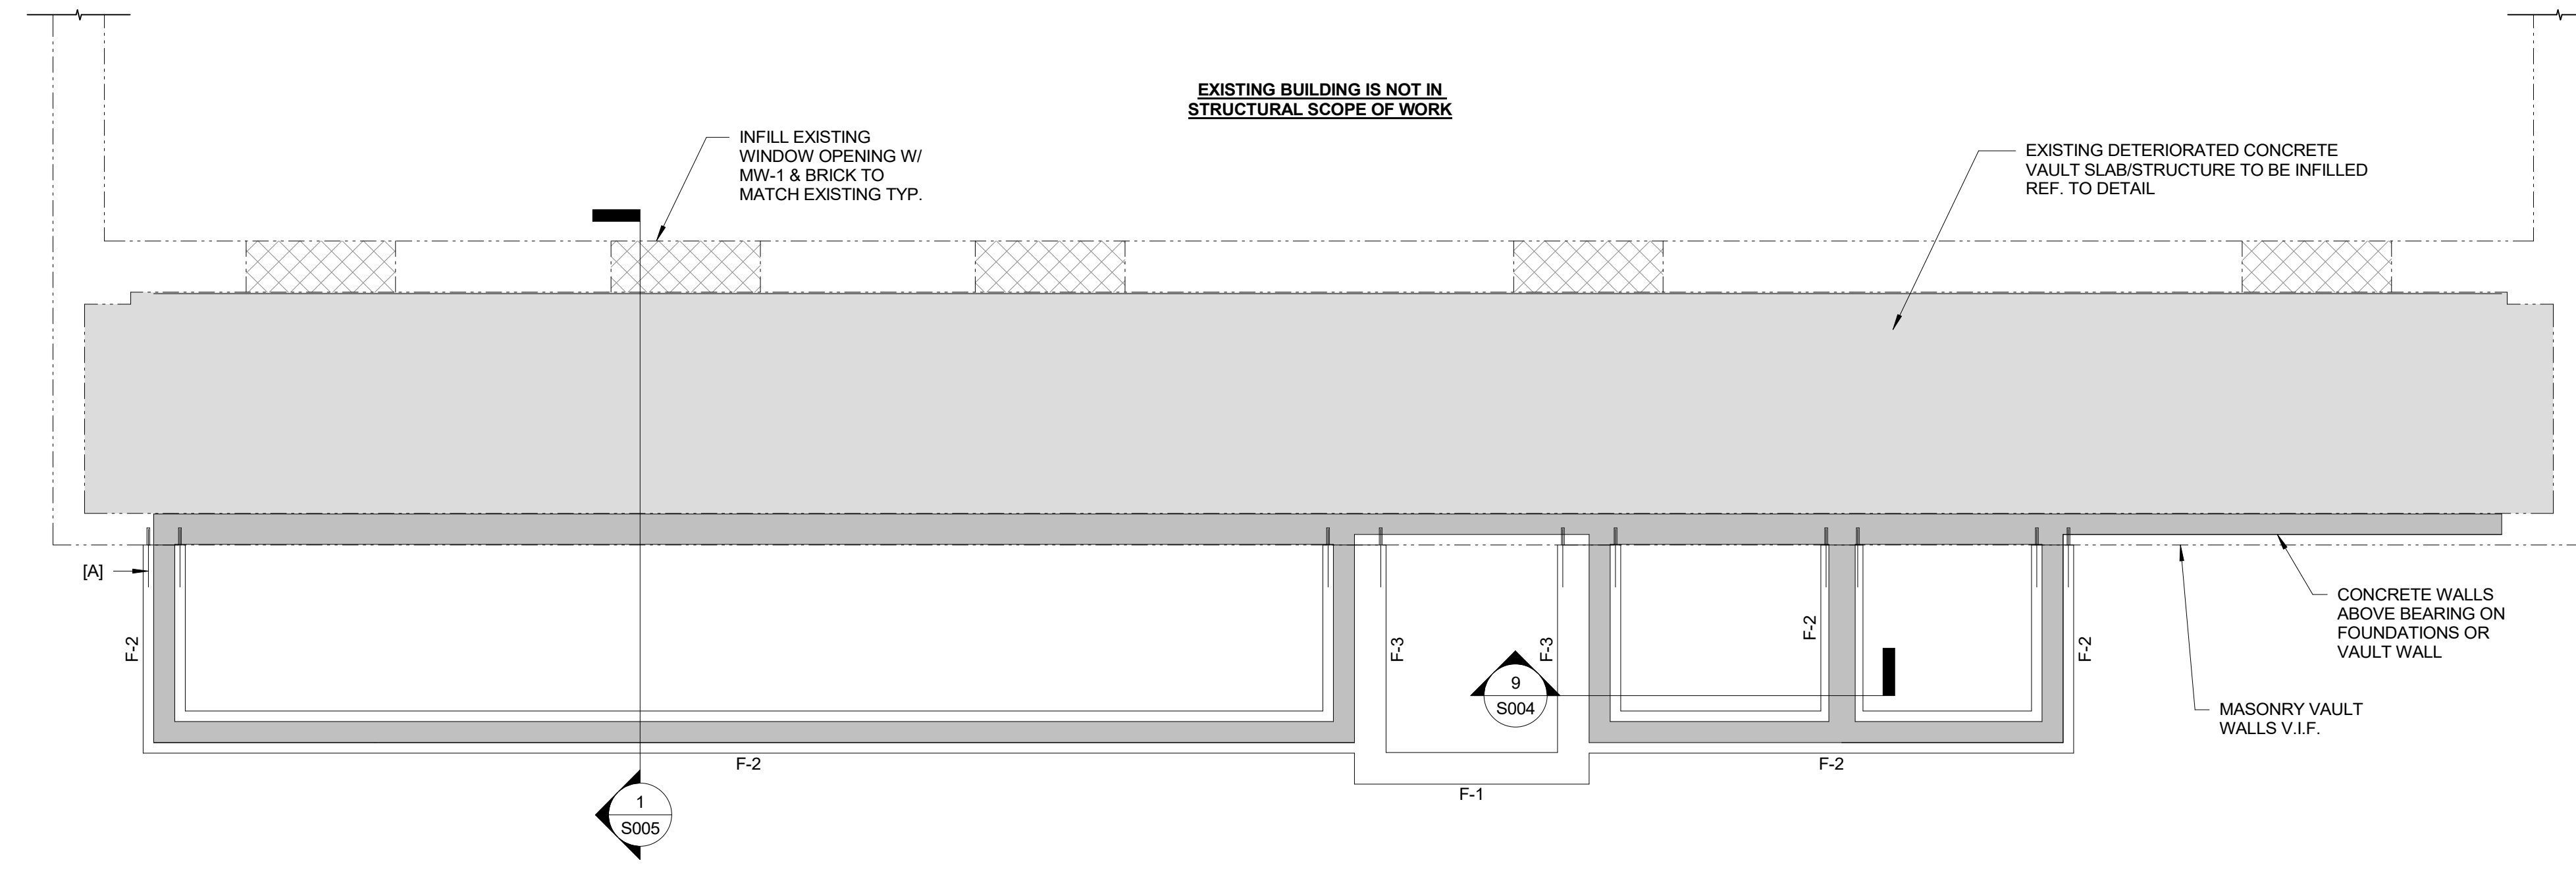 EXISTING BUILDING IS NOT IN
STRUCTURAL SCOPE OF WORK
INFILL EXISTING
WINDOW OPENING W/
MW-1 & BRICK TO
MATCH EXISTING TYP.
EXISTING DETERIORATED CONCRETE
VAULT SLAB/STRUCTURE TO BE INFILLED
REF. TO DETAIL
[A]
F-2
F-3
F-3
F-2
F-2
9
S004
CONCRETE WALLS
ABOVE BEARING ON
FOUNDATIONS OR
VAULT WALL
MASONRY VAULT
WALLS V.I.F.
F-2
F-2
F-1
1
S005